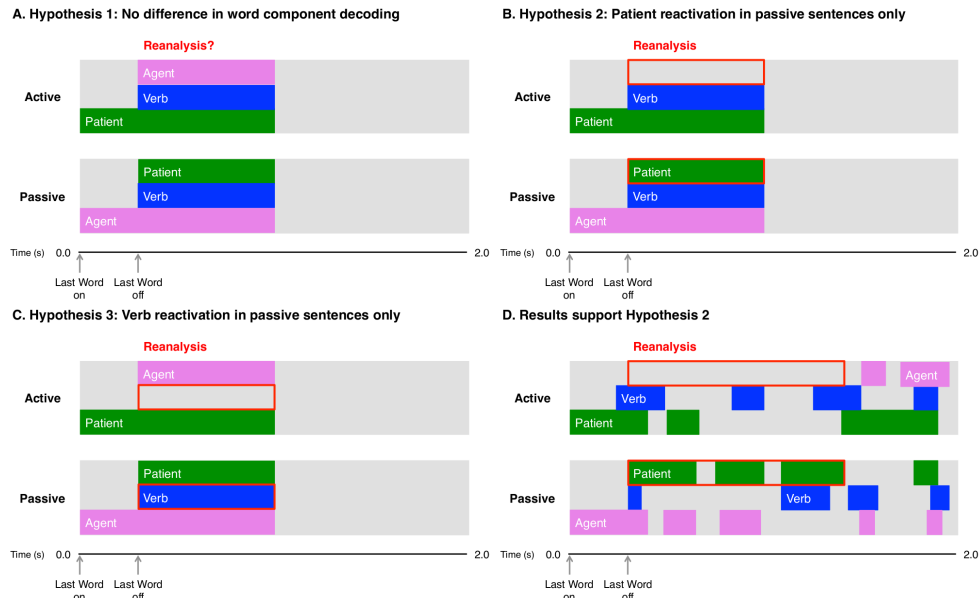 A. Hypothesis 1: No difference in word component decoding
Reanalysis?
Active
Agent
Verb
Patient
Passive
Patient
Verb
Agent
Time (s) 0.0 2.0
Last Word on
Last Word off
B. Hypothesis 2: Patient reactivation in passive sentences only
Reanalysis
Active
Verb
Patient
Passive
Patient
Verb
Agent
Time (s) 0.0 2.0
Last Word on
Last Word off
C. Hypothesis 3: Verb reactivation in passive sentences only
Reanalysis
Active
Agent
Patient
Passive
Patient
Verb
Agent
Time (s) 0.0 2.0
Last Word on
Last Word off
D. Results support Hypothesis 2
Reanalysis
Active
Agent
Verb
Patient
Passive
Patient
Verb
Agent
Time (s) 0.0 2.0
Last Word on
Last Word off